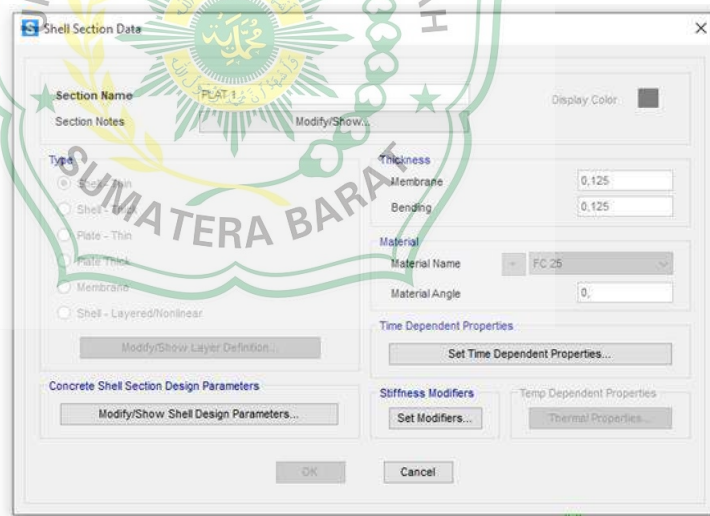 Shell Section Data
Section Name PLAT 1
Display Color
Section Notes Modify/Show...
Type
Shell - Thin
Shell - Thick
Plate - Thin
Plate Thick
Membrane
Shell - Layered/Nonlinear
Modify/Show Layer Definition...
Concrete Shell Section Design Parameters
Modify/Show Shell Design Parameters...
Thickness
Membrane 0,125
Bending 0,125
Material
Material Name FC 25
Material Angle 0,
Time Dependent Properties
Set Time Dependent Properties...
Stiffness Modifiers
Set Modifiers...
Temp Dependent Properties
Thermal Properties...
OK Cancel
SUMATERA BARAT